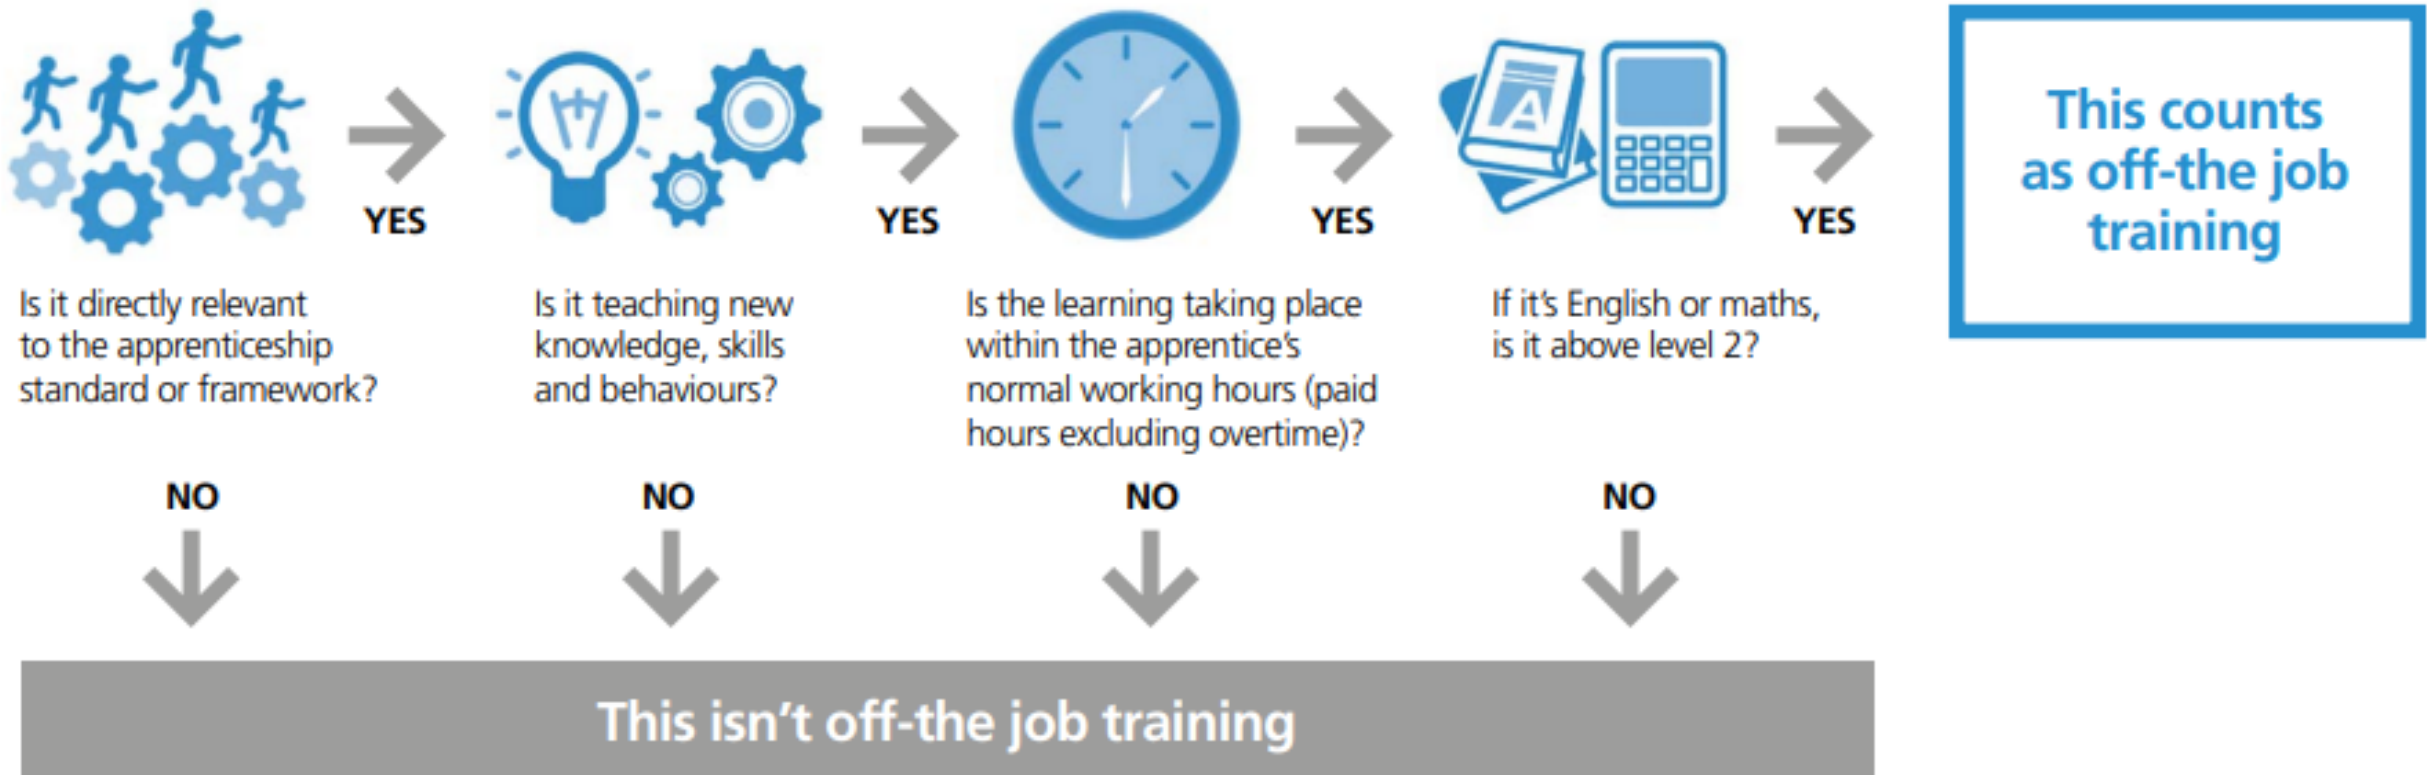 YES
YES
YES
YES
This counts
as off-the job
training
Is it directly relevant
to the apprenticeship
standard or framework?
Is it teaching new
knowledge, skills
and behaviours?
Is the learning taking place
within the apprentice's
normal working hours (paid
hours excluding overtime)?
If it's English or maths,
is it above level 2?
NO
NO
NO
NO
A
This isn't off-the job training